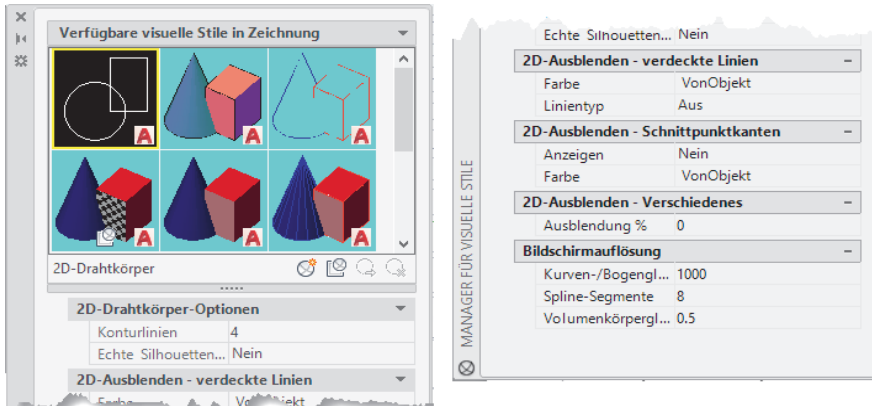 Verfügbare visuelle Stile in Zeichnung
2D-Drahtkörper
2D-Drahtkörper-Optionen
Konturlinien 4
Echte Silhouetten... Nein
2D-Ausblenden - verdeckte Linien
Echte Silhouetten... Nein
2D-Ausblenden - verdeckte Linien
Farbe VonObjekt
Linientyp Aus
2D-Ausblenden - Schnittpunktkanten
Anzeigen Nein
Farbe VonObjekt
2D-Ausblenden - Verschiedenes
Ausblendung % 0
Bildschirmauflösung
Kurven-/Bogengl... 1000
Spline-Segmente 8
Volumenkörpergl... 0.5
MANAGER FÜR VISUELLE STILE